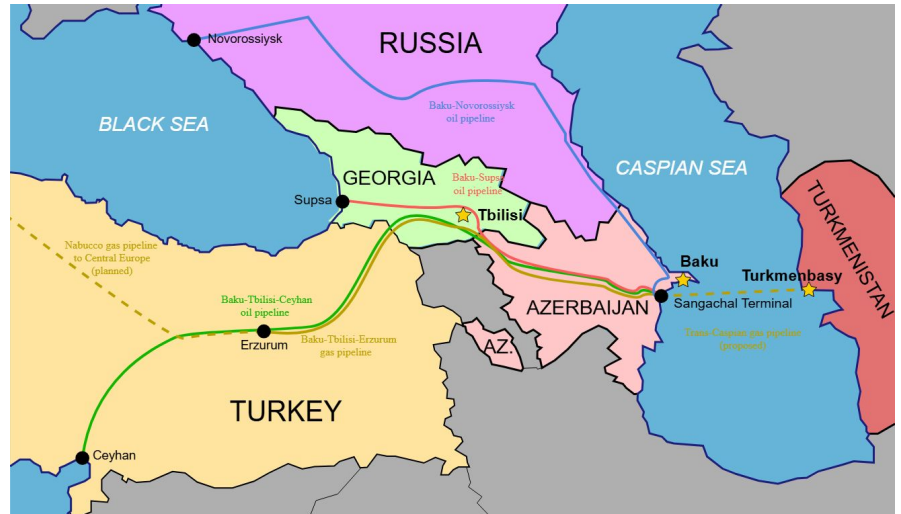 Novorossiysk
RUSSIA
BLACK SEA
Baku-Novorossiysk
oil pipeline
CASPIAN SEA
GEORGIA
Baku-Supsa
oil pipeline
Supsa
Tbilisi
TURKMENISTAN
Nabucco gas pipeline
to Central Europe
(planned)
Baku
Turkmenbasy
Baku-Tbilisi-Ceyhan
oil pipeline
AZERBAIJAN
Sangachal Terminal
Erzurum
Baku-Tbilisi-Erzurum
gas pipeline
AZ.
Trans-Caspian gas pipeline
(proposed)
TURKEY
Ceyhan